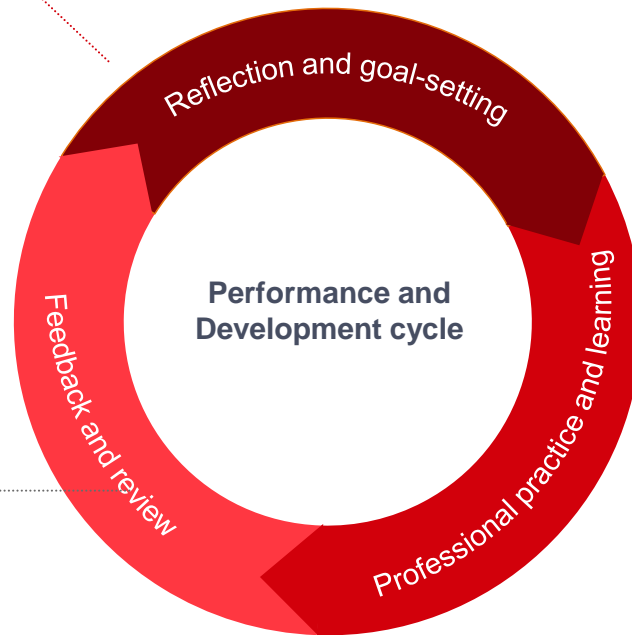 Reflection and goal-setting
Performance and
Development cycle
Professional practice and learning
Feedback and review